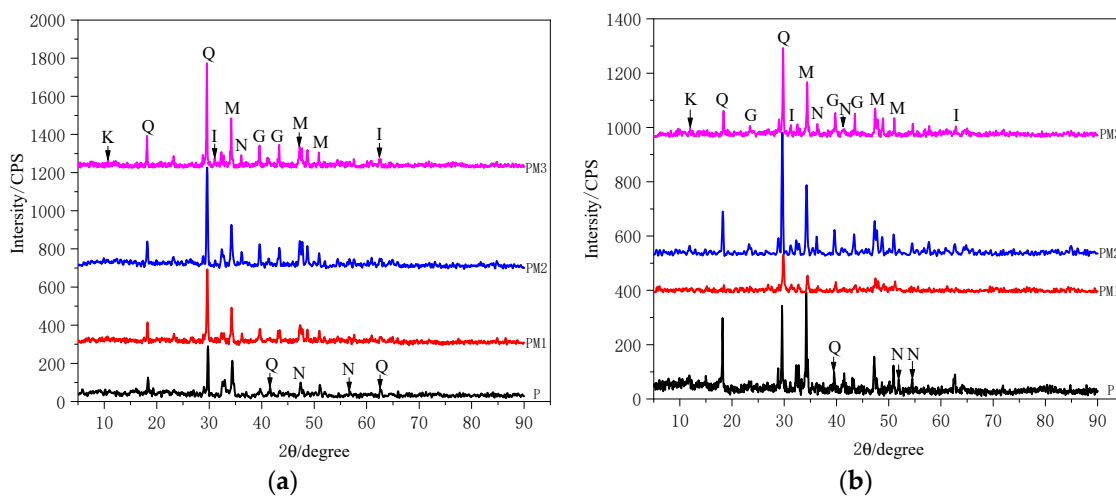 (a)
Intersity/CPS
2000
1800
1600
1400
1200
1000
800
600
400
200
0
K Q Q I M N G G M M I
PM3
PM2
PM1
Q N N Q
P
10 20 30 40 50 60 70 80 90
2θ/degree
(a)
Intersity/CPS
1400
1200
1000
800
600
400
200
0
K Q G Q I M N G N G M M I
PM3
PM2
PM1
Q N N
P
10 20 30 40 50 60 70 80 90
2θ/degree
(b)